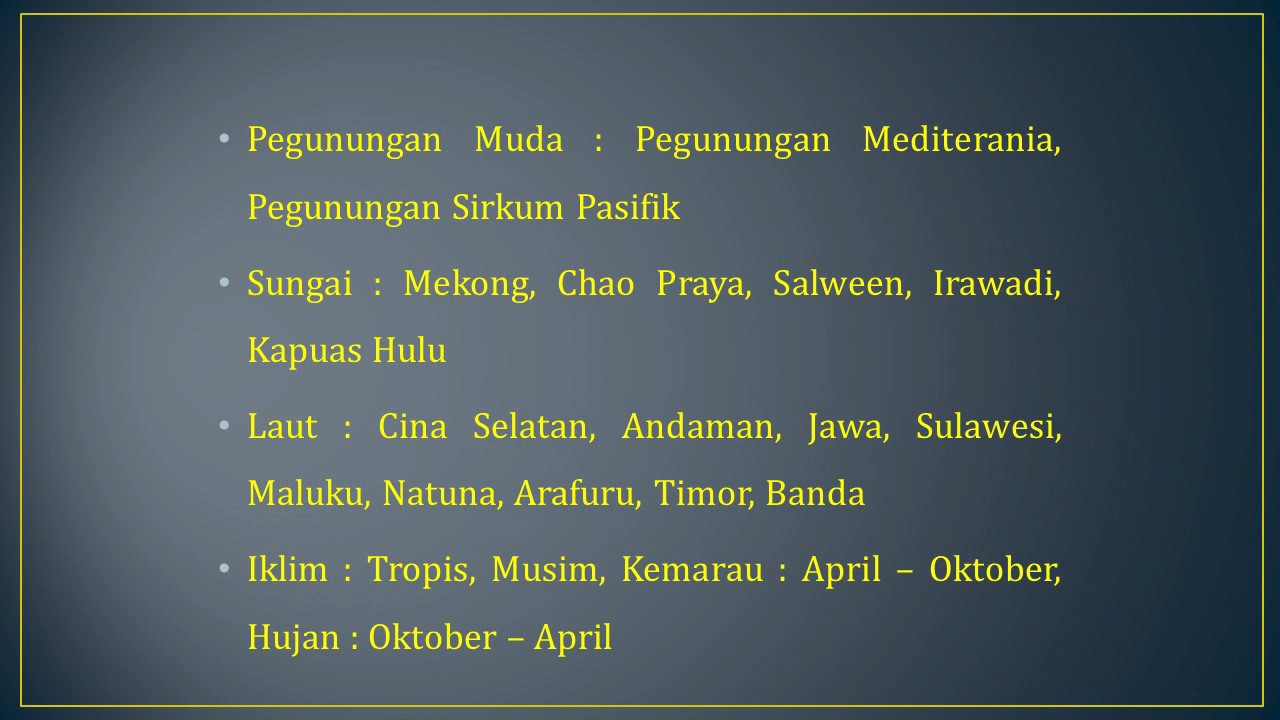 • Pegunungan Muda : Pegunungan Mediterania,
Pegunungan Sirkum Pasifik
• Sungai : Mekong, Chao Praya, Salween, Irawadi,
Kapuas Hulu
• Laut : Cina Selatan, Andaman, Jawa, Sulawesi,
Maluku, Natuna, Arafuru, Timor, Banda
• Iklim : Tropis, Musim, Kemarau : April – Oktober,
Hujan : Oktober – April